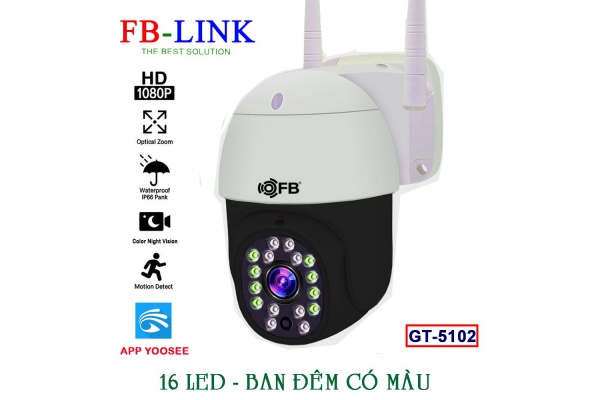 FB-LINK
THE BEST SOLUTION
HD
1080P
Optical Zoom
Waterproof
IP66 Pank
Color Night Vision
Motion Detect
APP YOOSEE
FB®
GT-5102
16 LED - BAN ĐÊM CÓ MÀU